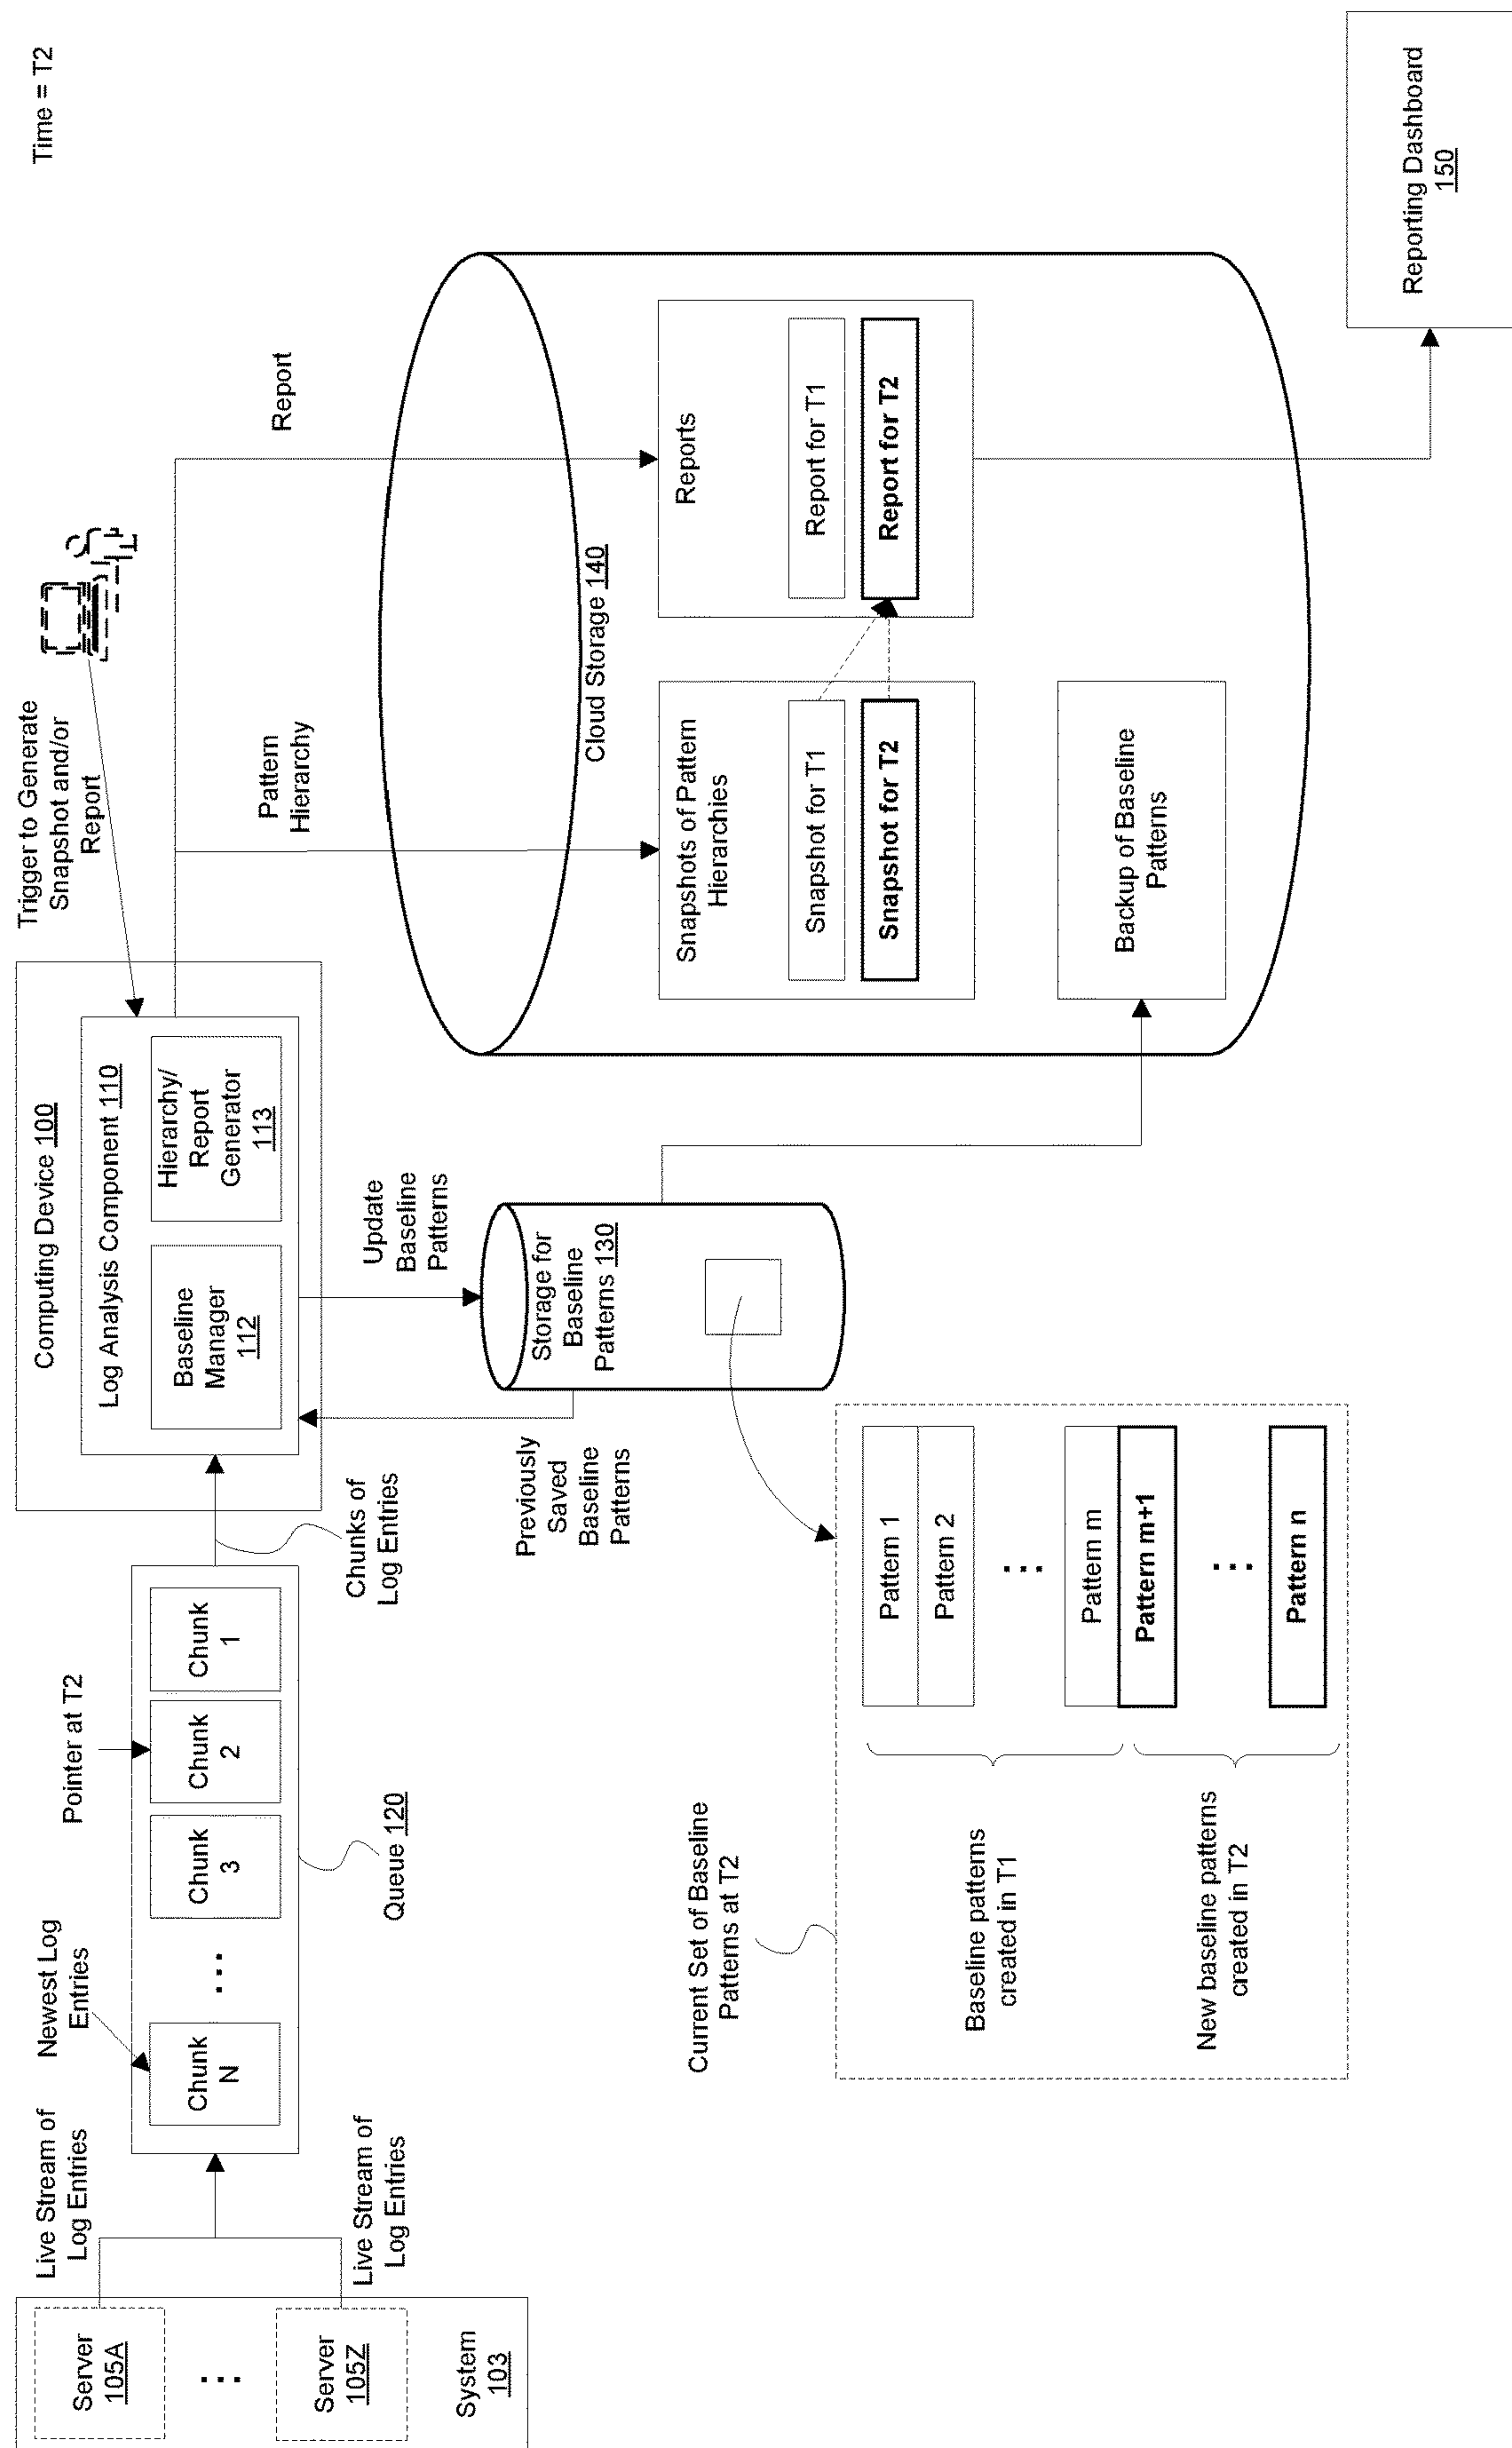 Time = T2
Server
105A
Server
105Z
System
103
Live Stream of
Log Entries
Live Stream of
Log Entries
Newest Log
Entries
Pointer at T2
Chunk
N
Chunk
3
Chunk
2
Chunk
1
Queue 120
Chunks of
Log Entries
Computing Device 100
Log Analysis Component 110
Baseline
Manager
112
Hierarchy/
Report
Generator
113
Trigger to Generate
Snapshot and/or
Report
Previously
Saved
Baseline
Patterns
Update
Baseline
Patterns
Storage for
Baseline
Patterns 130
Pattern
Hierarchy
Report
Cloud Storage 140
Snapshots of Pattern
Hierarchies
Snapshot for T1
Snapshot for T2
Reports
Report for T1
Report for T2
Backup of Baseline
Patterns
Reporting Dashboard
150
Current Set of Baseline
Patterns at T2
Baseline patterns
created in T1
New baseline patterns
created in T2
Pattern 1
Pattern 2
Pattern m
Pattern m+1
Pattern n